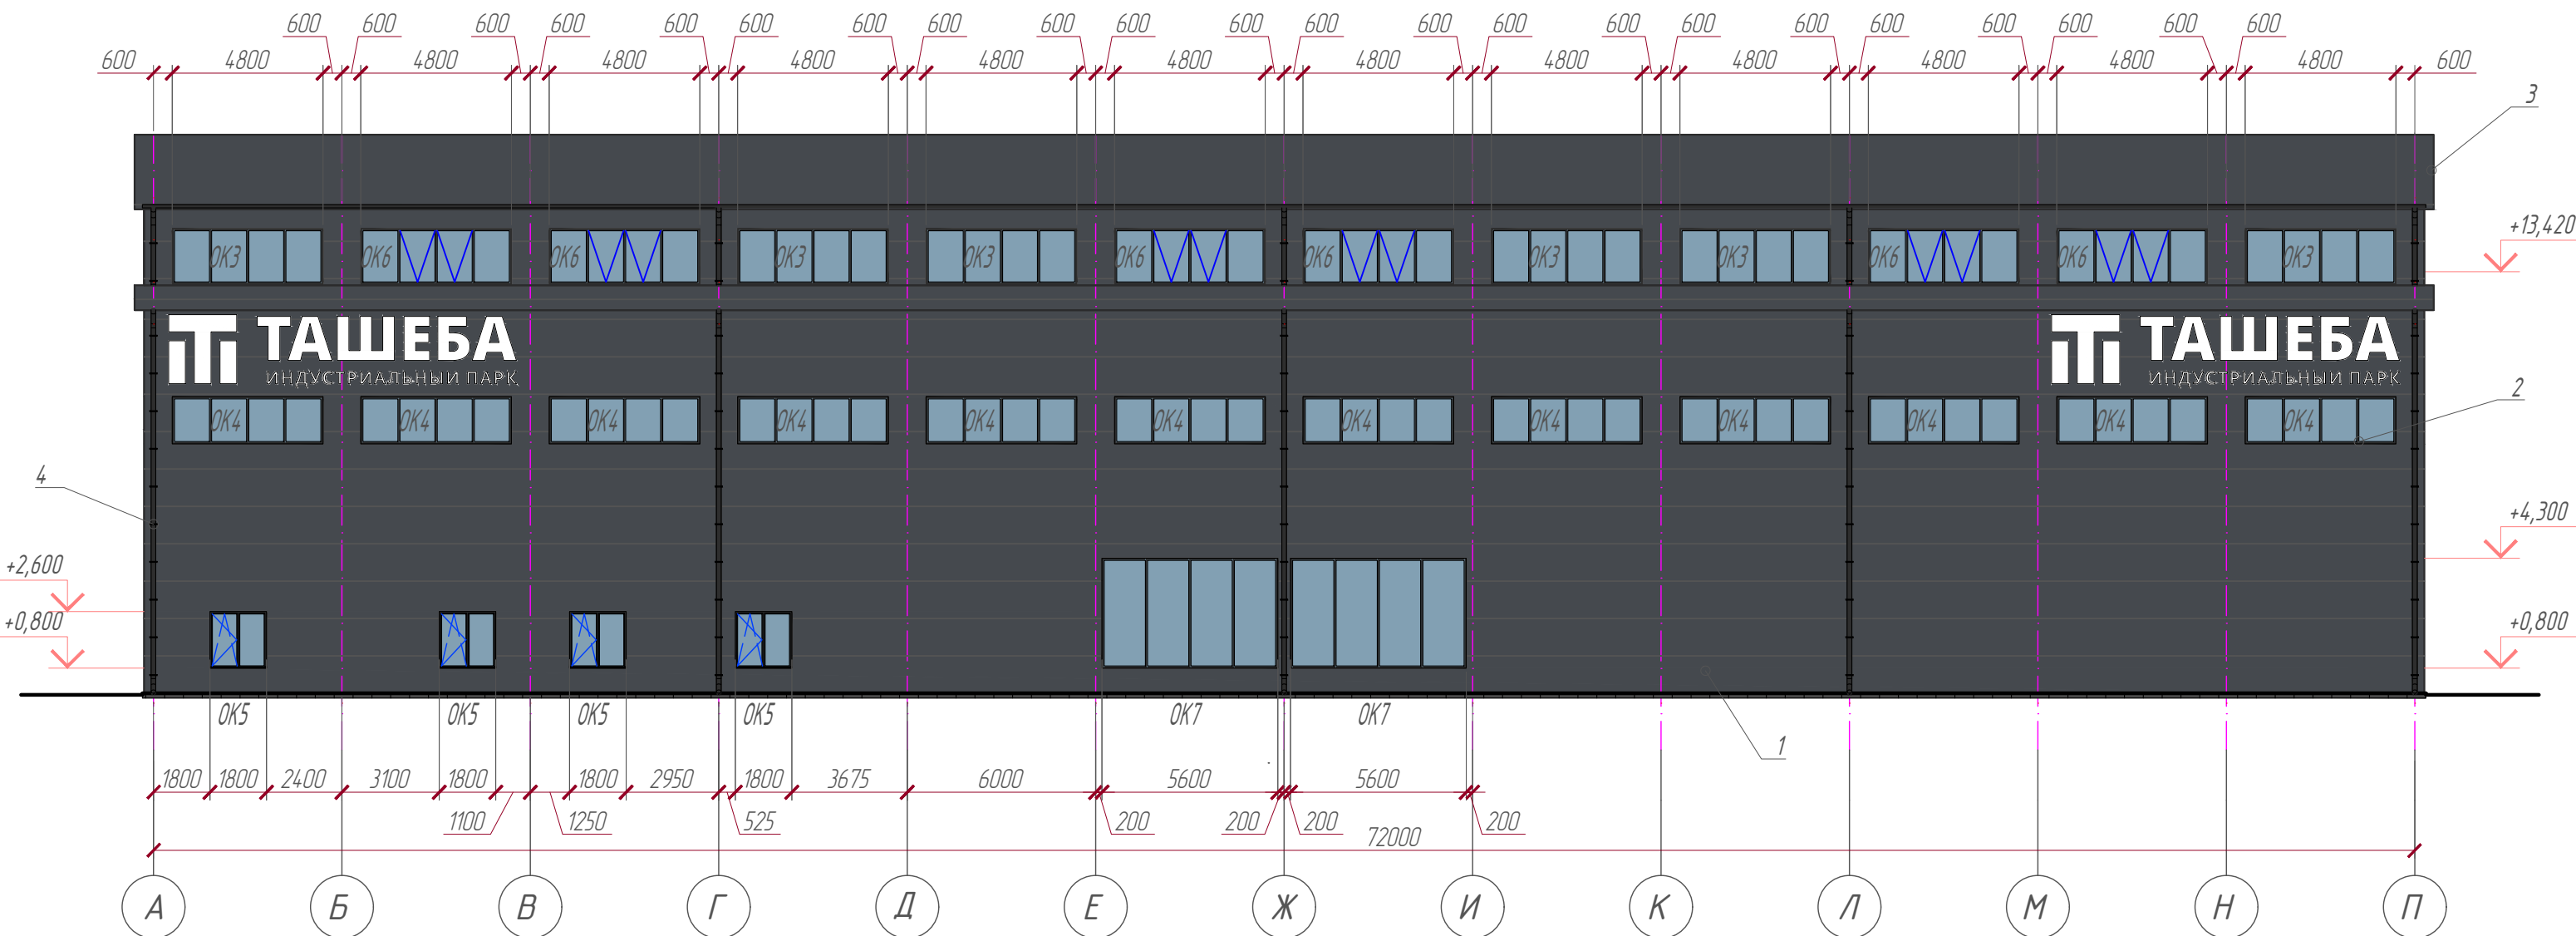 600 600 600 600 600 600 600 600 600 600 600 600 600 600 600 600 600 600 600 600 600 600
600 4800 4800 4800 4800 4800 4800 4800 4800 4800 4800 4800 4800 600
3
+13,420
ОК3 ОК6 ОК6 ОК3 ОК3 ОК6 ОК6 ОК3 ОК3 ОК6 ОК6 ОК3
ТАШЕБА ТАШЕБА
ИНДУСТРИАЛЬНЫЙ ПАРК ИНДУСТРИАЛЬНЫЙ ПАРК
2
ОК4 ОК4 ОК4 ОК4 ОК4 ОК4 ОК4 ОК4 ОК4 ОК4 ОК4 ОК4
4
+4,300
+2,600
+0,800 +0,800
ОК5 ОК5 ОК5 ОК5 ОК7 ОК7
1
1800 1800 2400 3100 1800 1800 2950 1800 3675 6000 5600 5600
1100 1250 525 200 200 200 200
72000
А Б В Г Д Е Ж И К Л М Н П